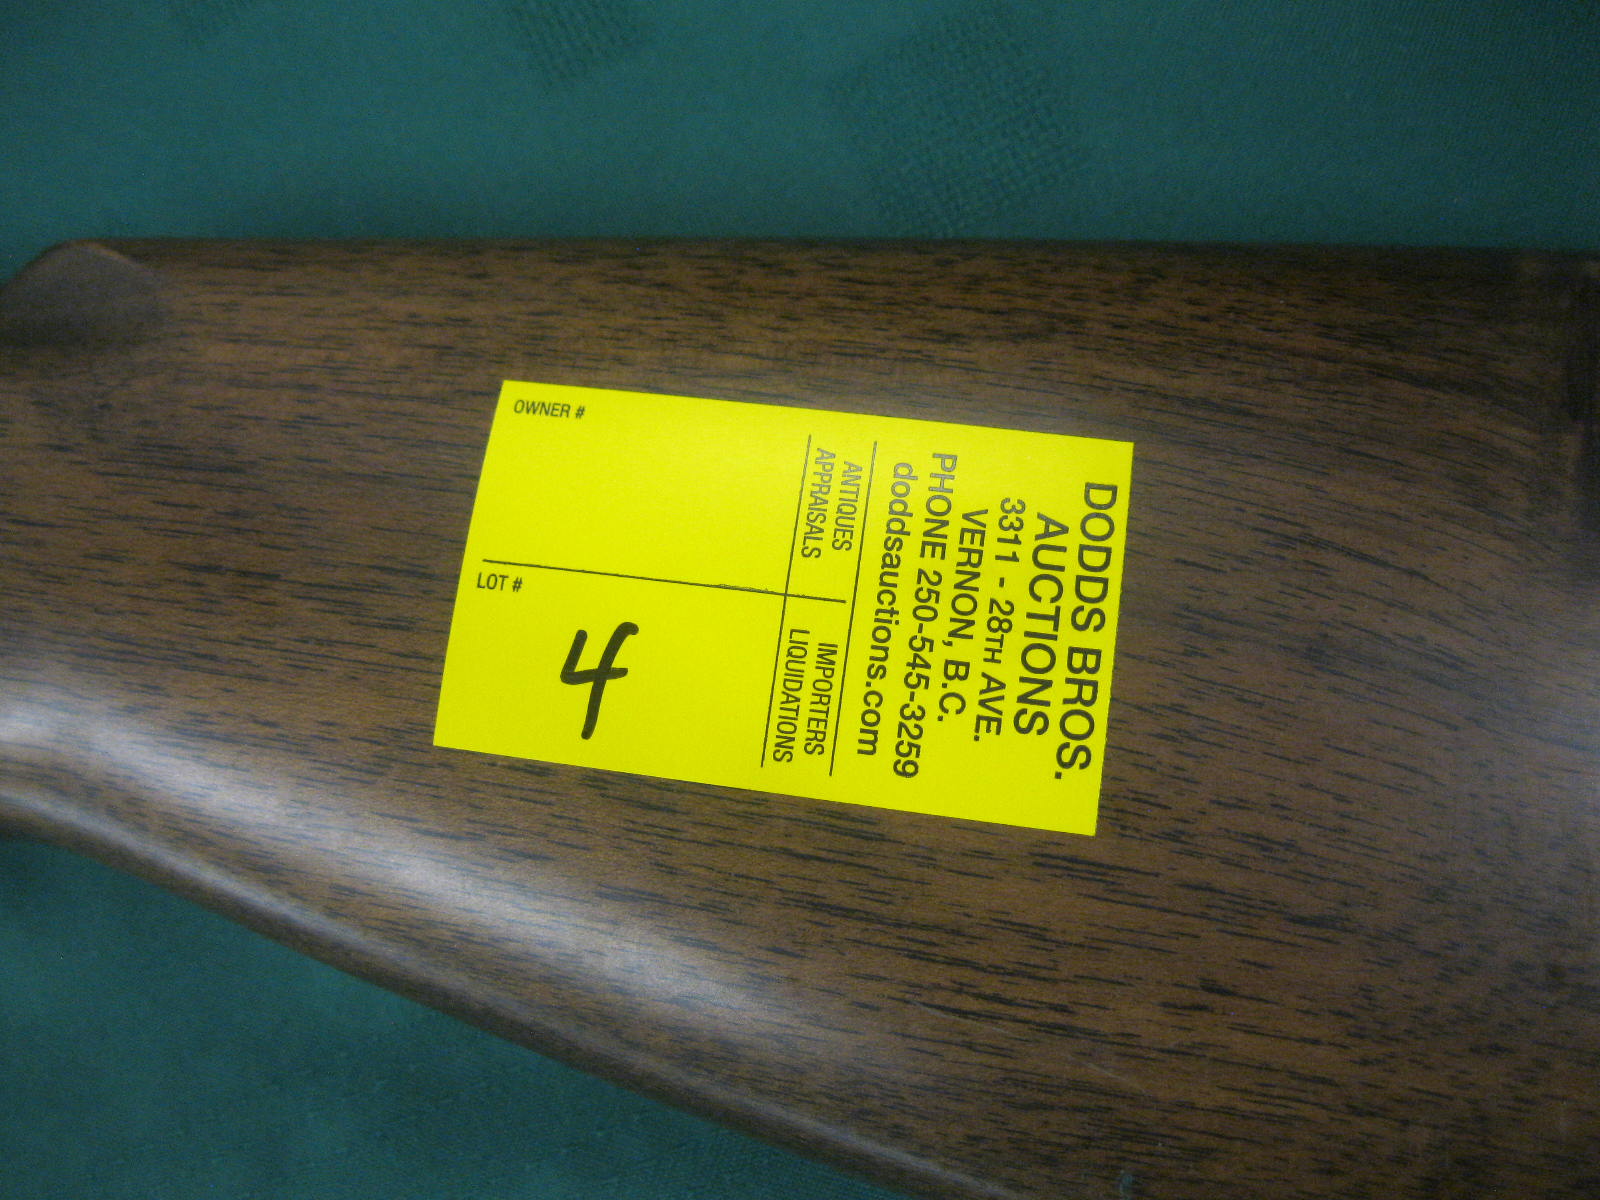 DODDS BROS.
AUCTIONS
3311 - 28TH AVE.
VERNON, B.C.
PHONE 250-545-3259
doddsauctions.com
ANTIQUES
APPRAISALS
IMPORTERS
LIQUIDATIONS
OWNER #
LOT #
4